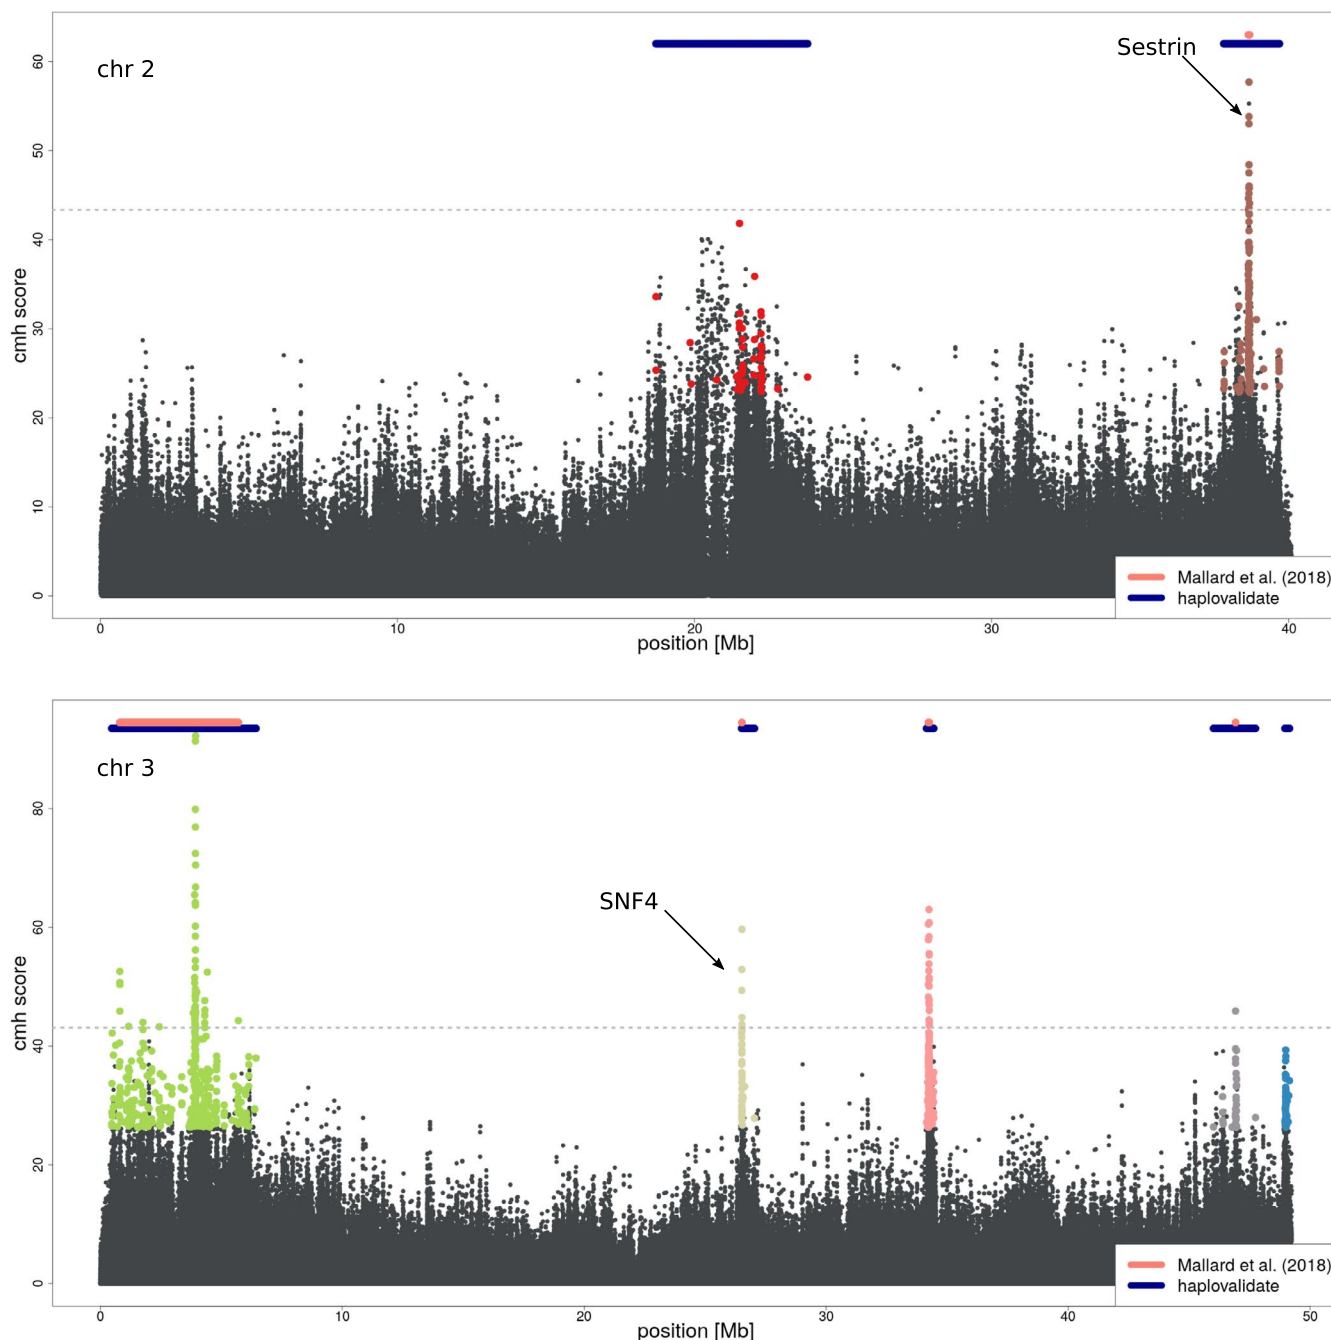 chr 2
Sestrin
60
50
40
30
20
10
0
cmh score
Mallard et al. (2018)
haplovalidate
0 10 20 30 40
position [Mb]
chr 3
SNF4
80
60
40
20
0
cmh score
Mallard et al. (2018)
haplovalidate
0 10 20 30 40 50
position [Mb]